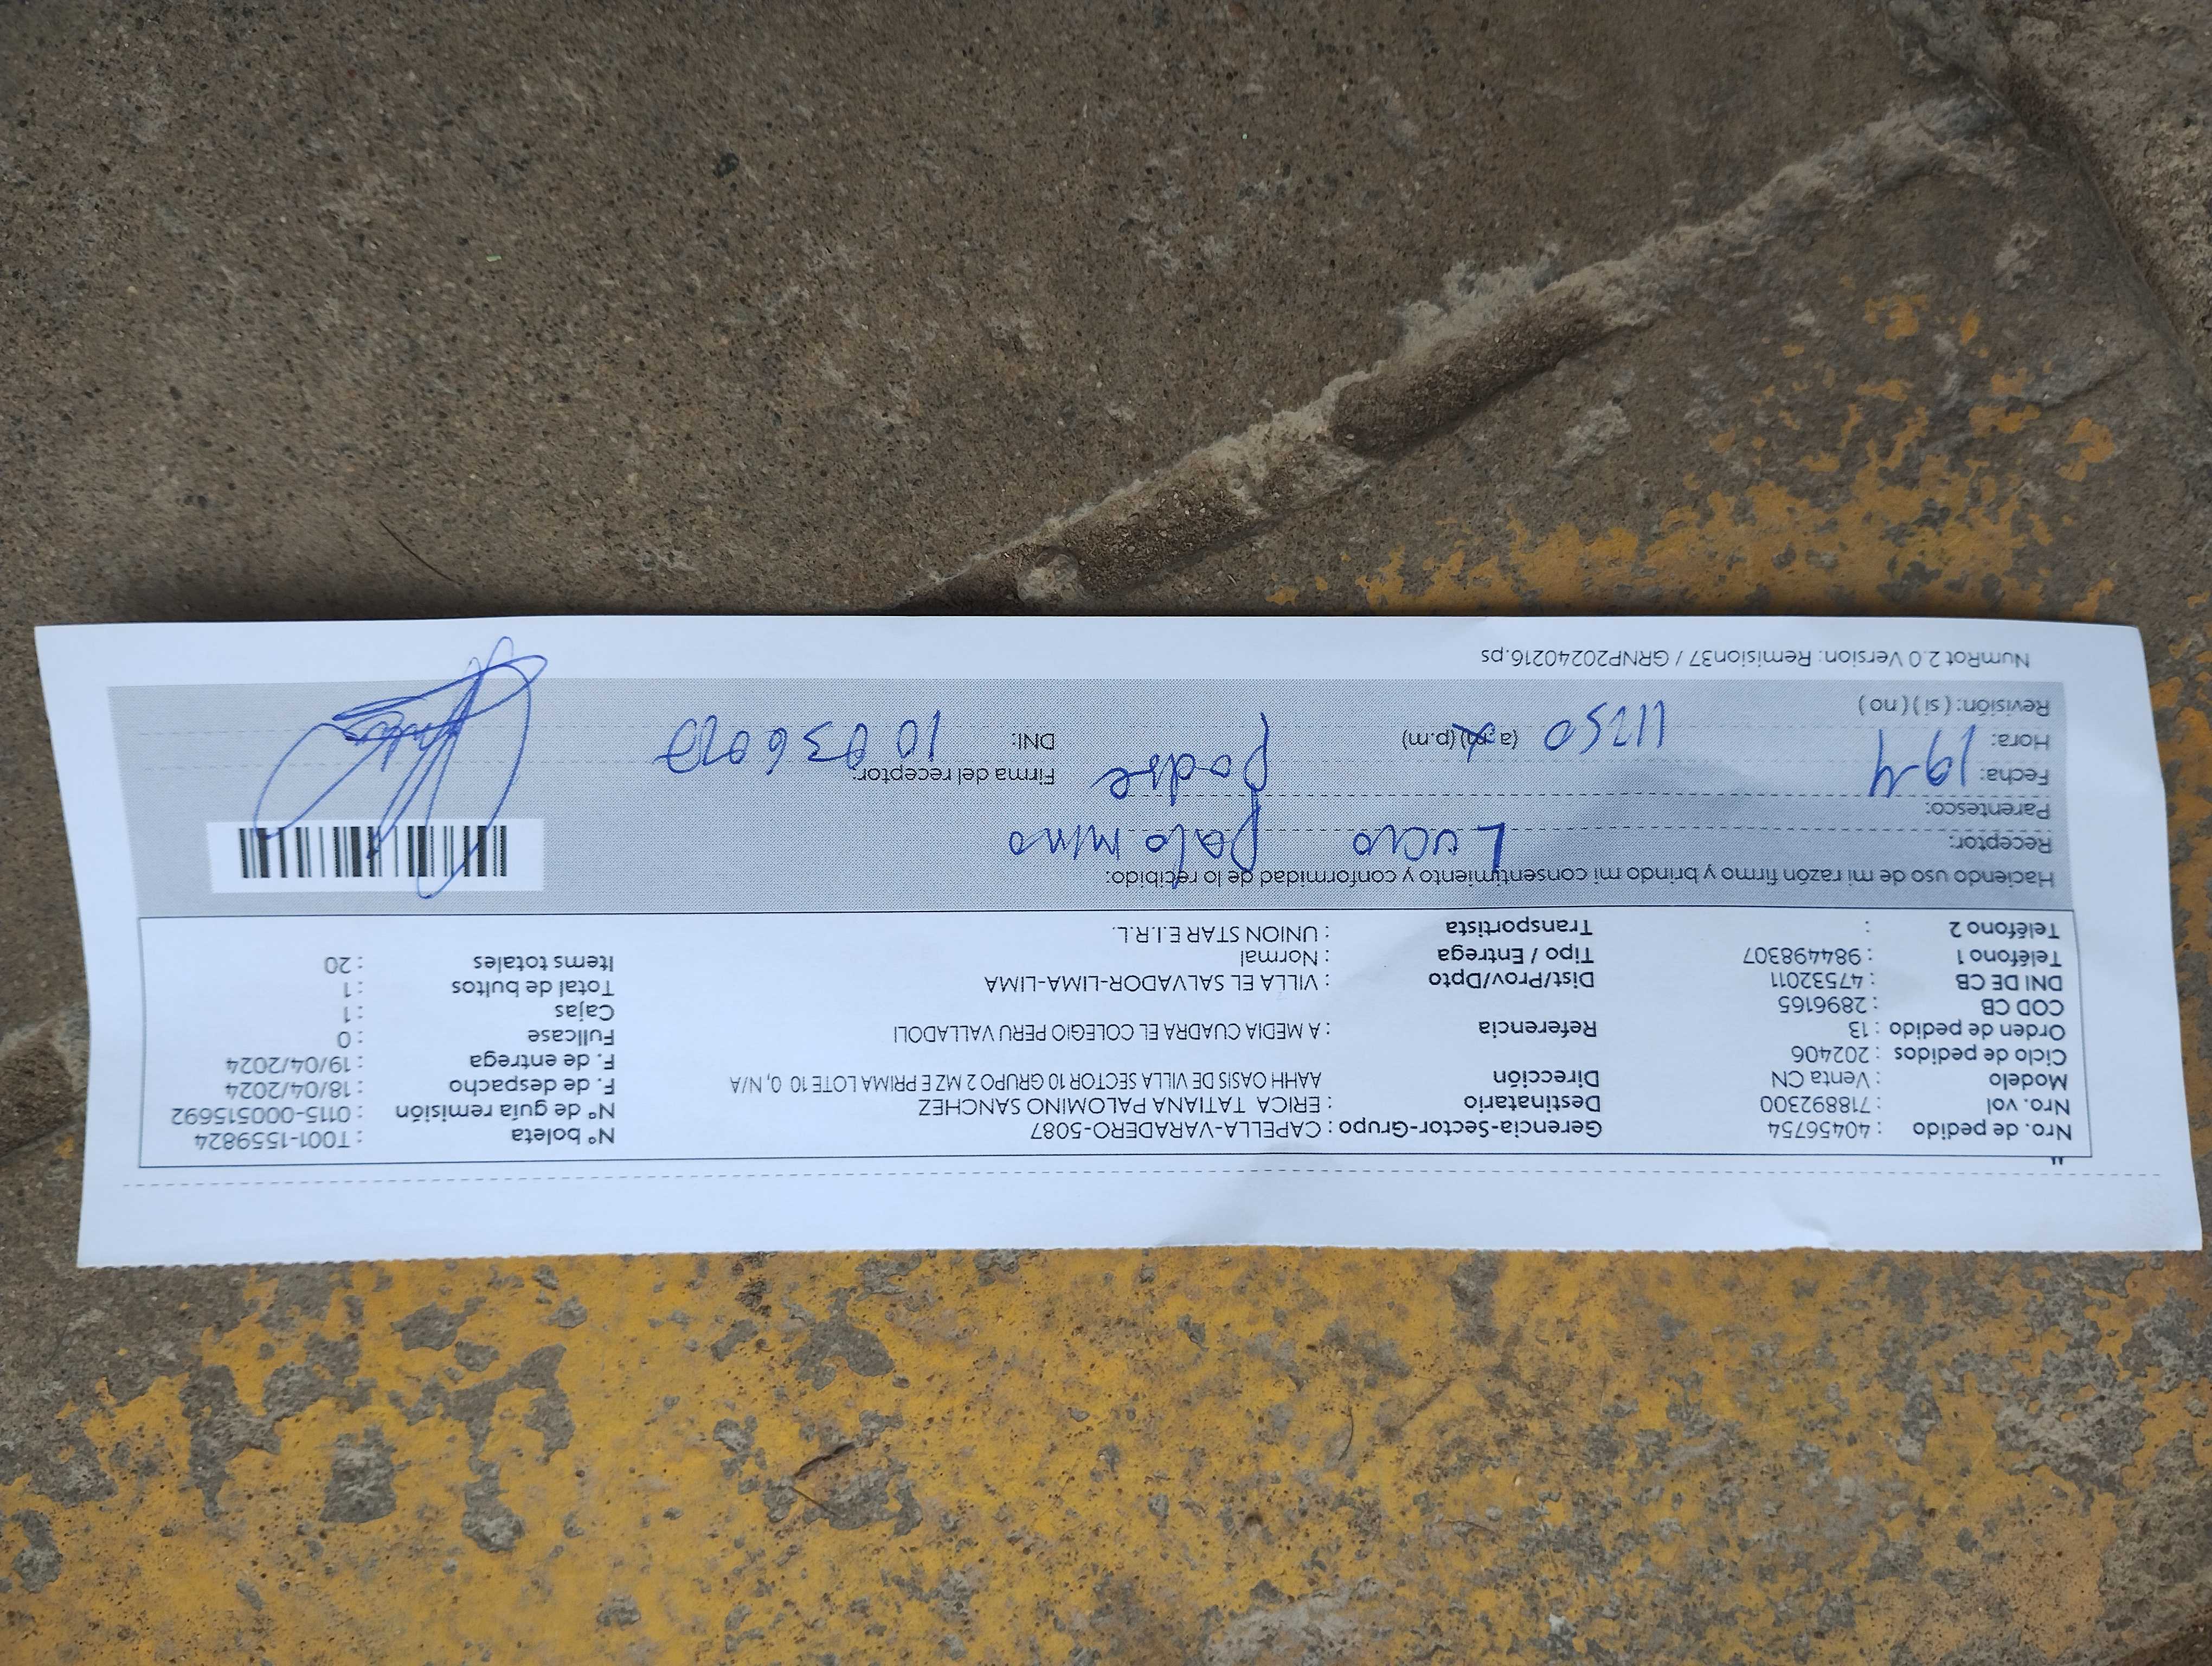 Nro. de pedido : 40456754 Gerencia-Sector-Grupo : CAPELLA-VARADERO-5087 Nº boleta : T001-1559824
Nro. vol : 718892300 Destinatario : ERICA TATIANA PALOMINO SANCHEZ Nº de guía remisión : 0115-000515692
Modelo : Venta CN Dirección AAHH OASIS DE VILLA SECTOR 10 GRUPO 2 MZ E PRIMA LOTE 10 0, N/A F. de despacho : 18/04/2024
Ciclo de pedidos : 202406 F. de entrega : 19/04/2024
Orden de pedido : 13 Referencia : A MEDIA CUADRA EL COLEGIO PERU VALLADOLI Fullcase : 0
COD CB : 2896165 Cajas : 1
DNI DE CB : 47532011 Dist/Prov/Dpto : VILLA EL SALVADOR-LIMA-LIMA Total de bultos : 1
Teléfono 1 : 984498307 Tipo / Entrega : Normal Items totales : 20
Teléfono 2 : Transportista : UNION STAR E.I.R.L.
Haciendo uso de mi razón firmo y brindo mi consentimiento y conformidad de lo recibido:
Receptor: Lucio Palomino
Parentesco: Padre
Fecha: 19-4 Firma del receptor:
Hora: 11:50 (a.m) (p.m) DNI:
Revisión: ( si ) ( no )
NumRot 2.0 Version: Remision37 / GRNP20240216.ps